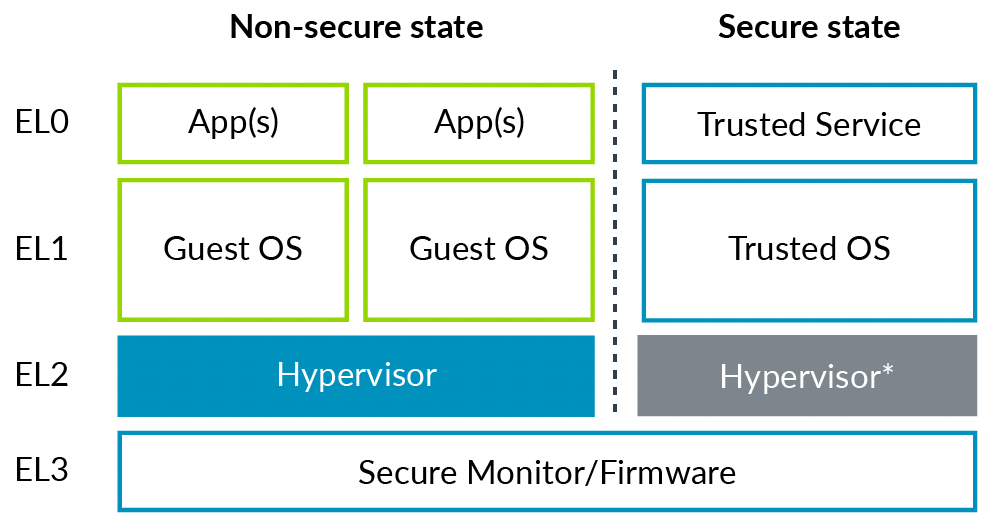 Non-secure state Secure state
EL0 App(s) App(s) Trusted Service
EL1 Guest OS Guest OS Trusted OS
EL2 Hypervisor Hypervisor*
EL3 Secure Monitor/Firmware